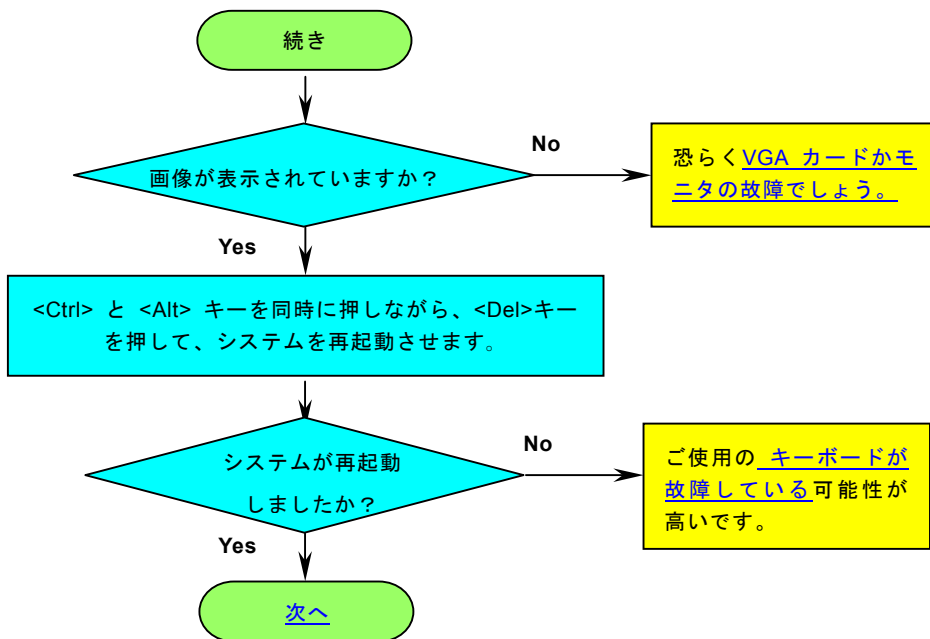 続き
画像が表示されていますか？
No
恐らくVGA カードかモ
ニタの故障でしょう。
Yes
<Ctrl> と <Alt> キーを同時に押しながら、<Del>キー
を押して、システムを再起動させます。
システムが再起動
しましたか？
No
ご使用の キーボードが
故障している可能性が
高いです。
Yes
次へ